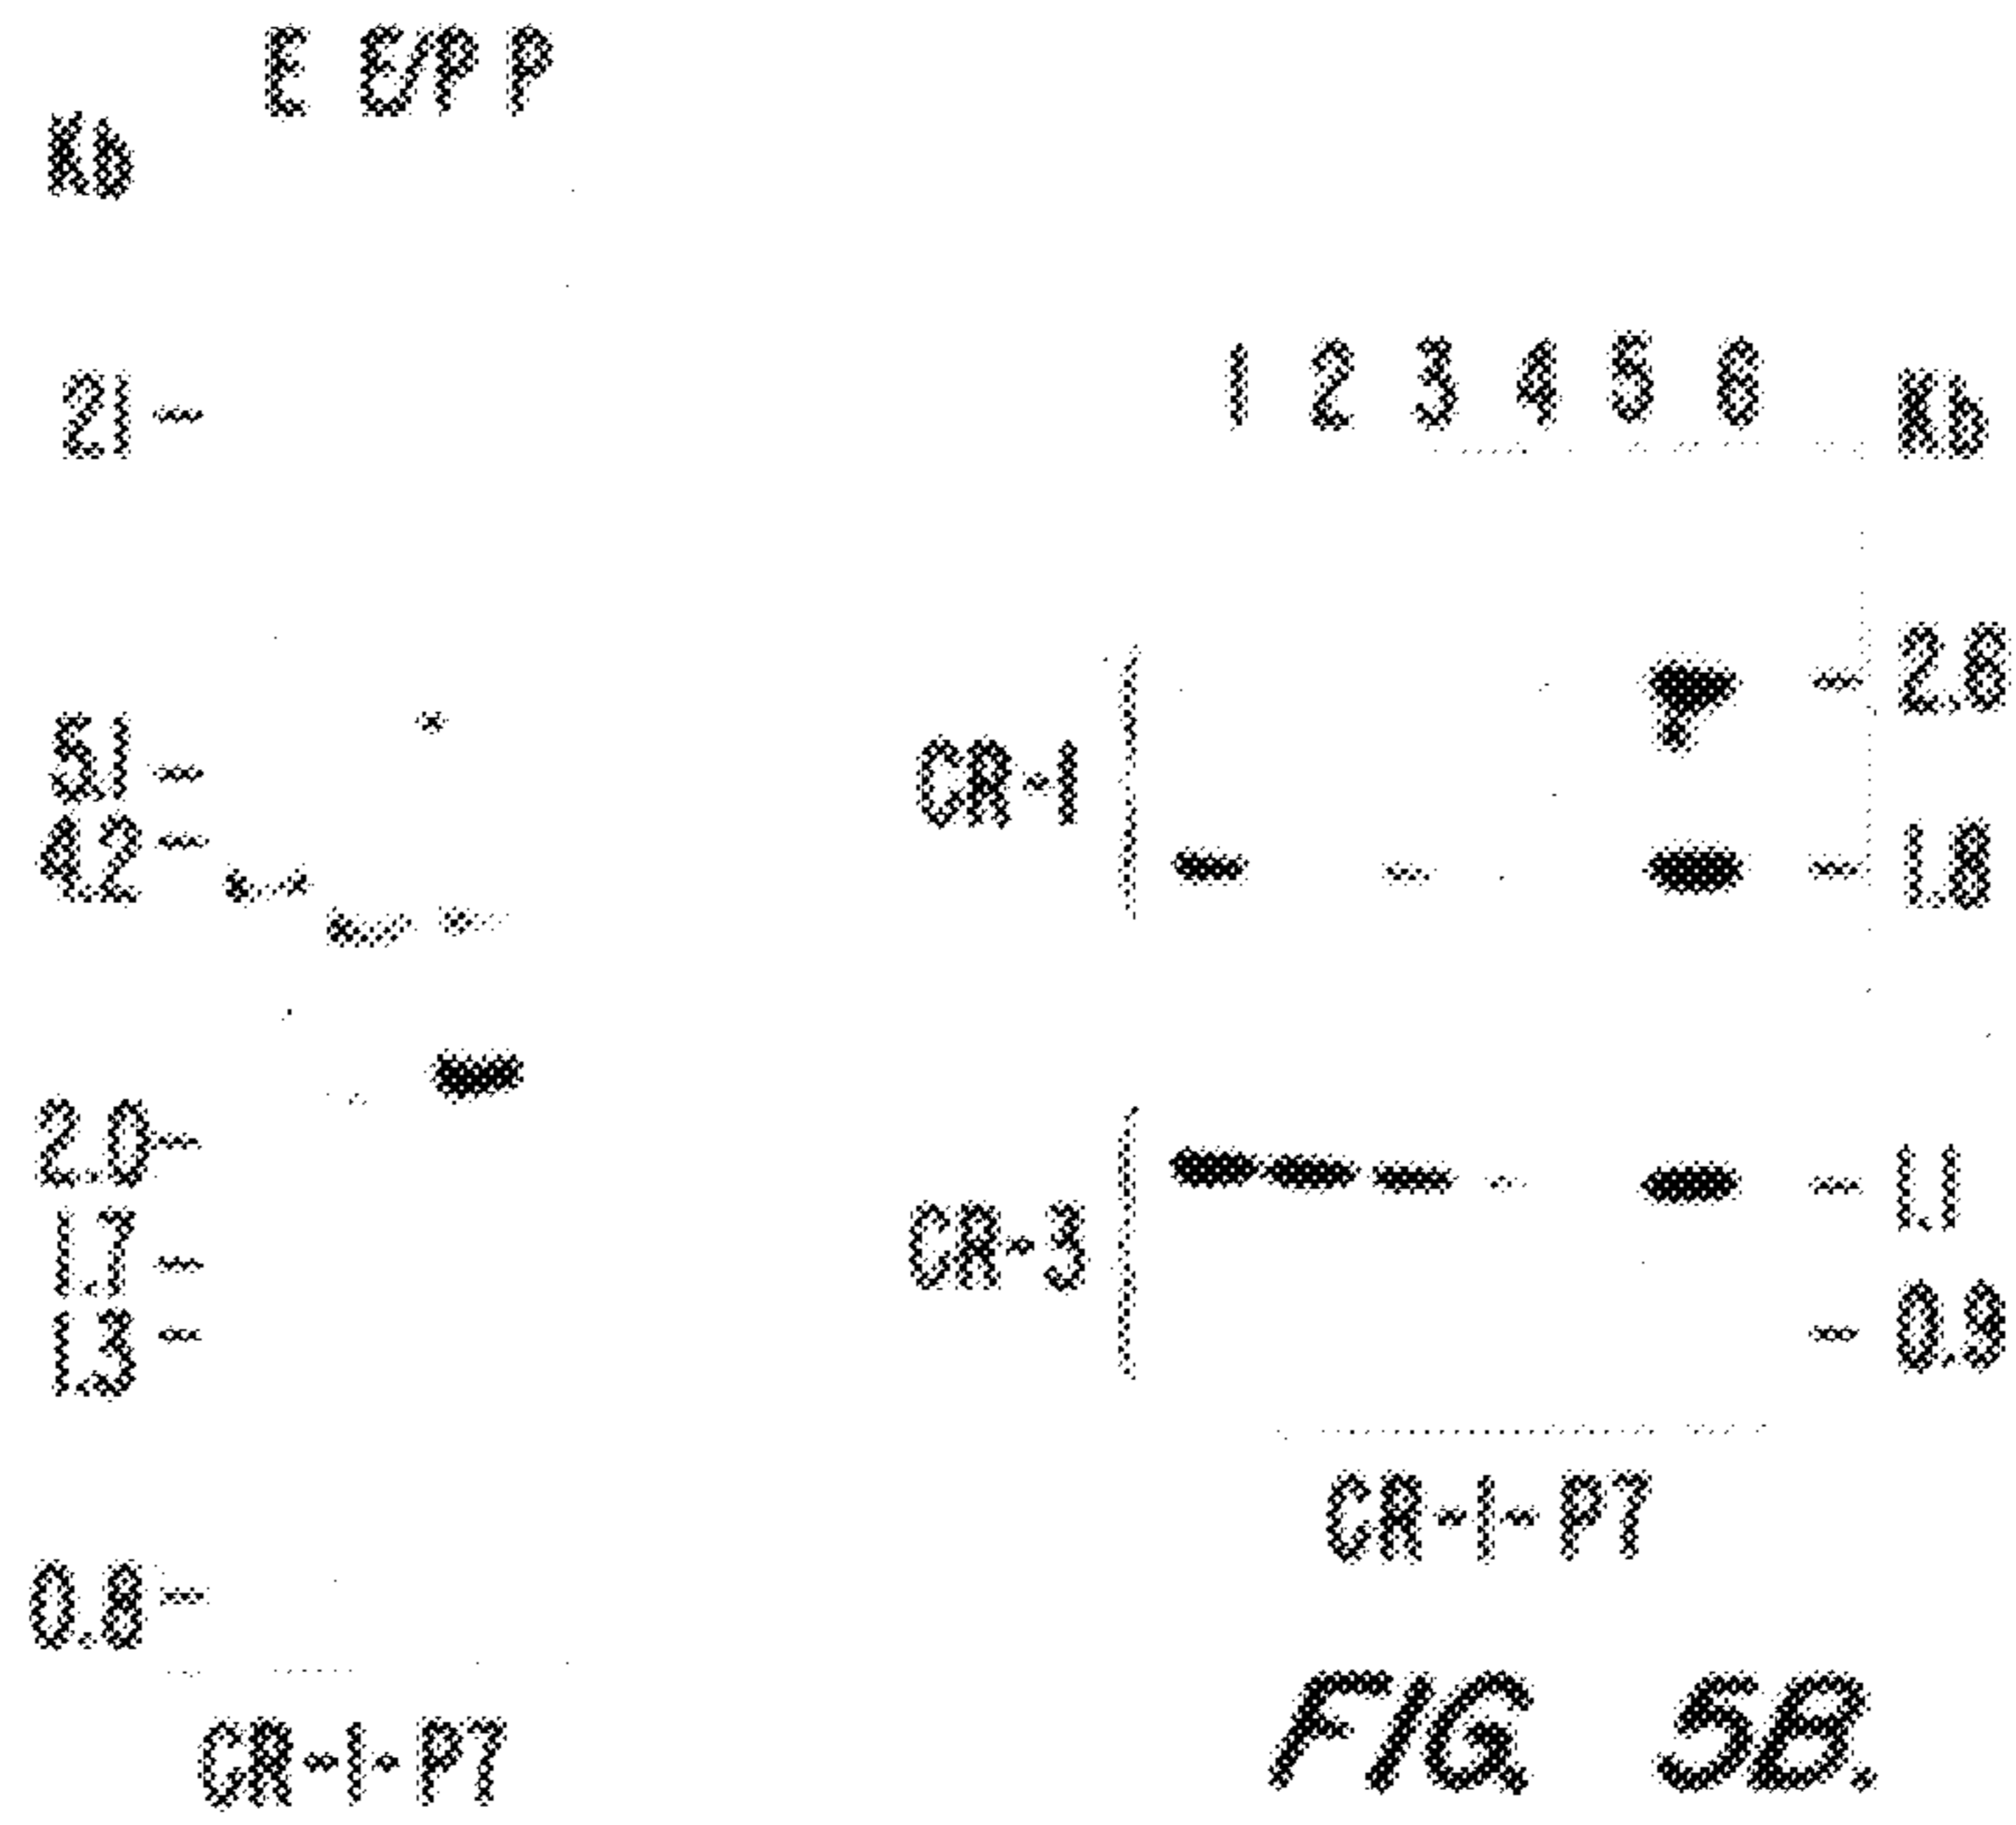 E E/P P
Kb
21 -
5.1 -
4.2 -
2.0 -
1.7 -
1.3 -
0.8 -
CR-1-P7
1 2 3 4 5 6 Kb
CR-1
CR-3
- 2.8
- 1.8
- 1.1
- 0.9
CR-1-P7
FIG. 5B.